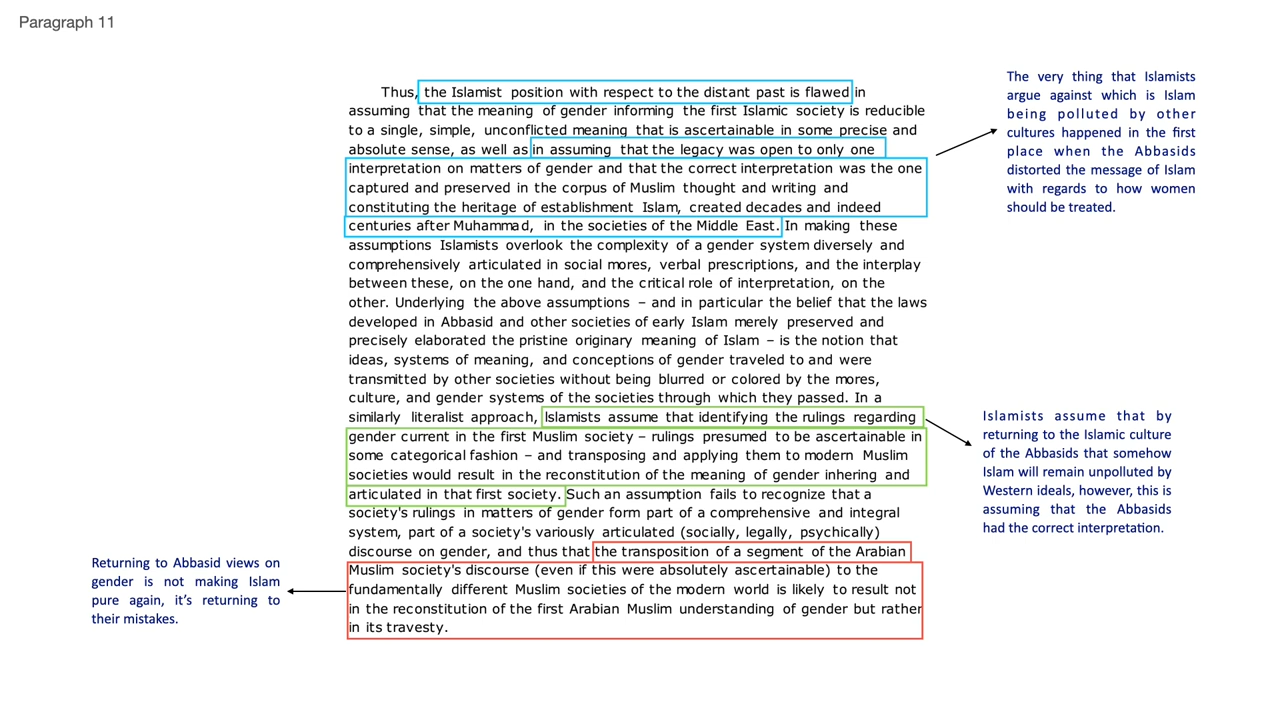 Paragraph 11
Thus, the Islamist position with respect to the distant past is flawed in
assuming that the meaning of gender informing the first Islamic society is reducible
to a single, simple, unconflicted meaning that is ascertainable in some precise and
absolute sense, as well as in assuming that the legacy was open to only one
interpretation on matters of gender and that the correct interpretation was the one
captured and preserved in the corpus of Muslim thought and writing and
constituting the heritage of establishment Islam, created decades and indeed
centuries after Muhammad, in the societies of the Middle East. In making these
assumptions Islamists overlook the complexity of a gender system diversely and
comprehensively articulated in social mores, verbal prescriptions, and the interplay
between these, on the one hand, and the critical role of interpretation, on the
other. Underlying the above assumptions – and in particular the belief that the laws
developed in Abbasid and other societies of early Islam merely preserved and
precisely elaborated the pristine originary meaning of Islam – is the notion that
ideas, systems of meaning, and conceptions of gender traveled to and were
transmitted by other societies without being blurred or colored by the mores,
culture, and gender systems of the societies through which they passed. In a
similarly literalist approach, Islamists assume that identifying the rulings regarding
gender current in the first Muslim society – rulings presumed to be ascertainable in
some categorical fashion – and transposing and applying them to modern Muslim
societies would result in the reconstitution of the meaning of gender inhering and
articulated in that first society. Such an assumption fails to recognize that a
society's rulings in matters of gender form part of a comprehensive and integral
system, part of a society's variously articulated (socially, legally, psychically)
discourse on gender, and thus that the transposition of a segment of the Arabian
Muslim society's discourse (even if this were absolutely ascertainable) to the
fundamentally different Muslim societies of the modern world is likely to result not
in the reconstitution of the first Arabian Muslim understanding of gender but rather
in its travesty.
The very thing that Islamists
argue against which is Islam
being polluted by other
cultures happened in the first
place when the Abbasids
distorted the message of Islam
with regards to how women
should be treated.
Islamists assume that by
returning to the Islamic culture
of the Abbasids that somehow
Islam will remain unpolluted by
Western ideals, however, this is
assuming that the Abbasids
had the correct interpretation.
Returning to Abbasid views on
gender is not making Islam
pure again, it's returning to
their mistakes.